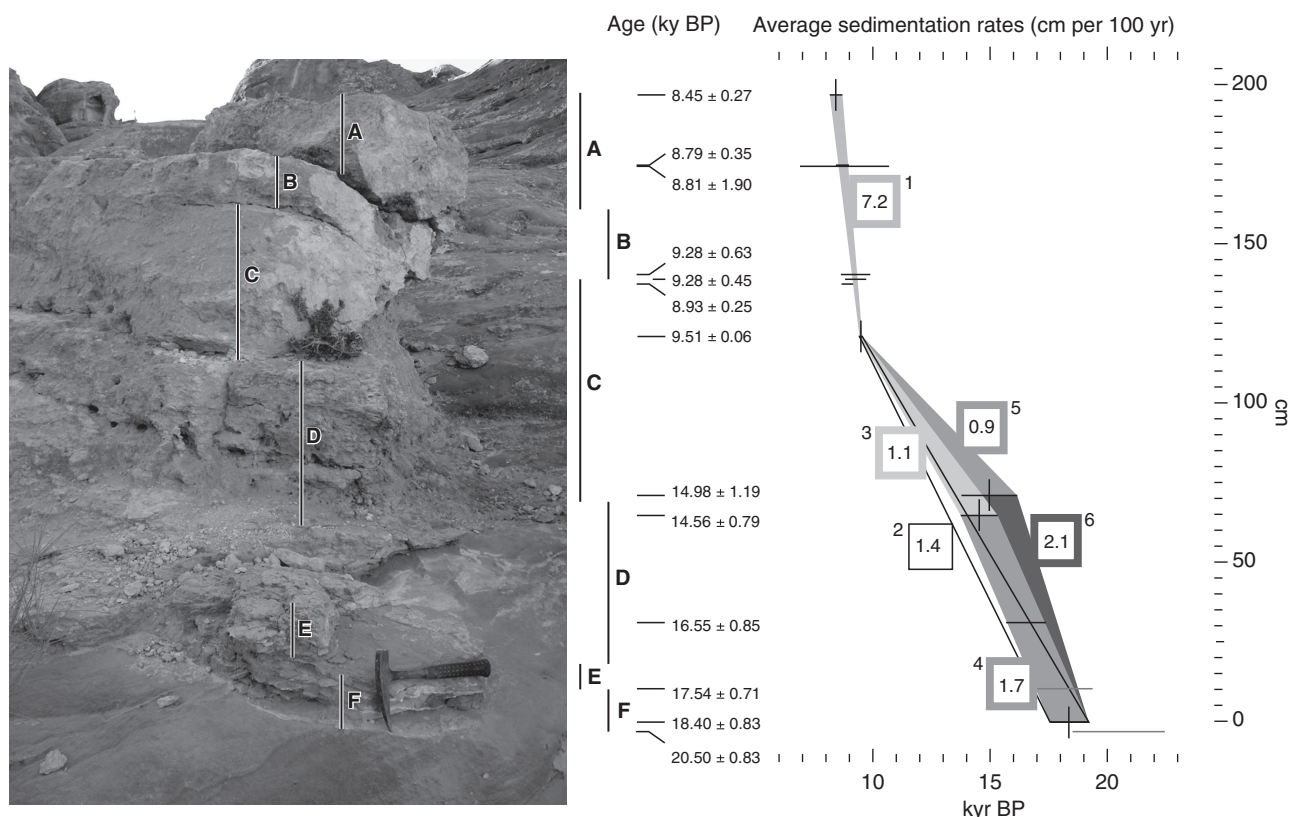 Age (ky BP) Average sedimentation rates (cm per 100 yr)
A
B
C
D
E
F
A
B
C
D
E
F
8.45 ± 0.27
8.79 ± 0.35
8.81 ± 1.90
9.28 ± 0.63
9.28 ± 0.45
8.93 ± 0.25
9.51 ± 0.06
14.98 ± 1.19
14.56 ± 0.79
16.55 ± 0.85
17.54 ± 0.71
18.40 ± 0.83
20.50 ± 0.83
7.2 1
0.9 5
3 1.1
2 1.4
2.1 6
4 1.7
200
150
100
50
0
cm
10 15 20
kyr BP